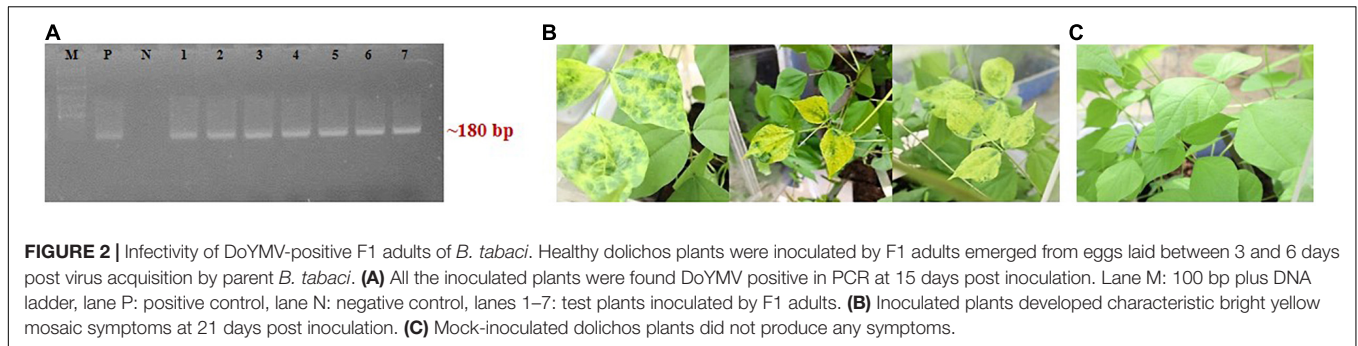 A B C
M P N 1 2 3 4 5 6 7
~180 bp
FIGURE 2 | Infectivity of DoYMV-positive F1 adults of B. tabaci. Healthy dolichos plants were inoculated by F1 adults emerged from eggs laid between 3 and 6 days
post virus acquisition by parent B. tabaci. (A) All the inoculated plants were found DoYMV positive in PCR at 15 days post inoculation. Lane M: 100 bp plus DNA
ladder, lane P: positive control, lane N: negative control, lanes 1–7: test plants inoculated by F1 adults. (B) Inoculated plants developed characteristic bright yellow
mosaic symptoms at 21 days post inoculation. (C) Mock-inoculated dolichos plants did not produce any symptoms.